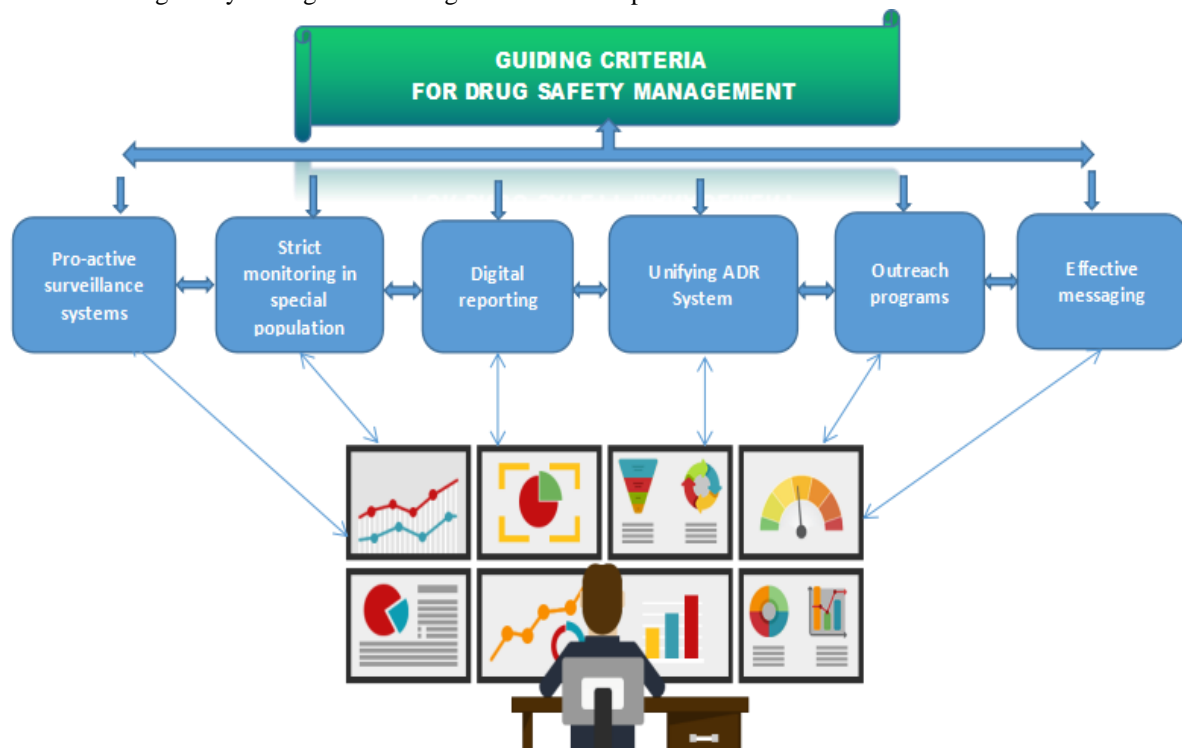 GUIDING CRITERIA
FOR DRUG SAFETY MANAGEMENT
Pro-active
surveillance
systems
Strict
monitoring in
special
population
Digital
reporting
Unifying ADR
System
Outreach
programs
Effective
messaging